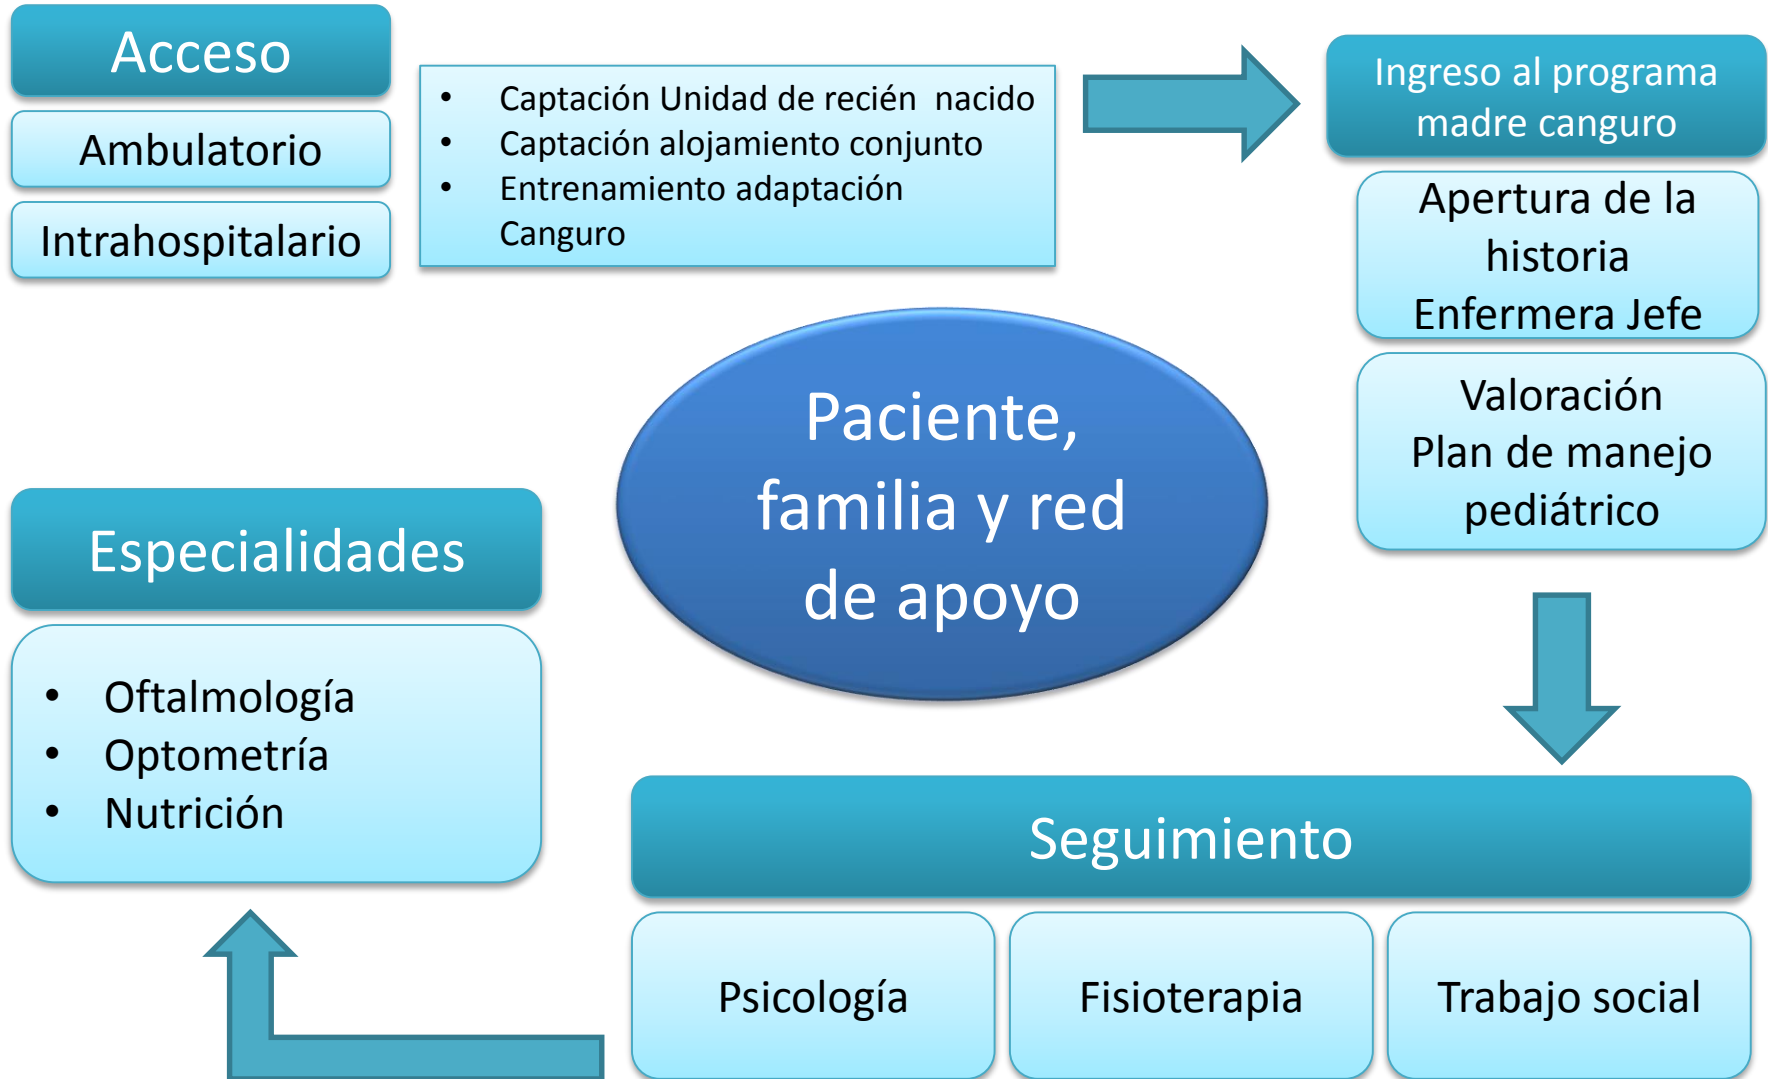 Acceso
Ambulatorio
Intrahospitalario
• Captación Unidad de recién nacido
• Captación alojamiento conjunto
• Entrenamiento adaptación
Canguro
Ingreso al programa
madre canguro
Apertura de la
historia
Enfermera Jefe
Valoración
Plan de manejo
pediátrico
Paciente,
familia y red
de apoyo
Especialidades
• Oftalmología
• Optometría
• Nutrición
Seguimiento
Psicología
Fisioterapia
Trabajo social